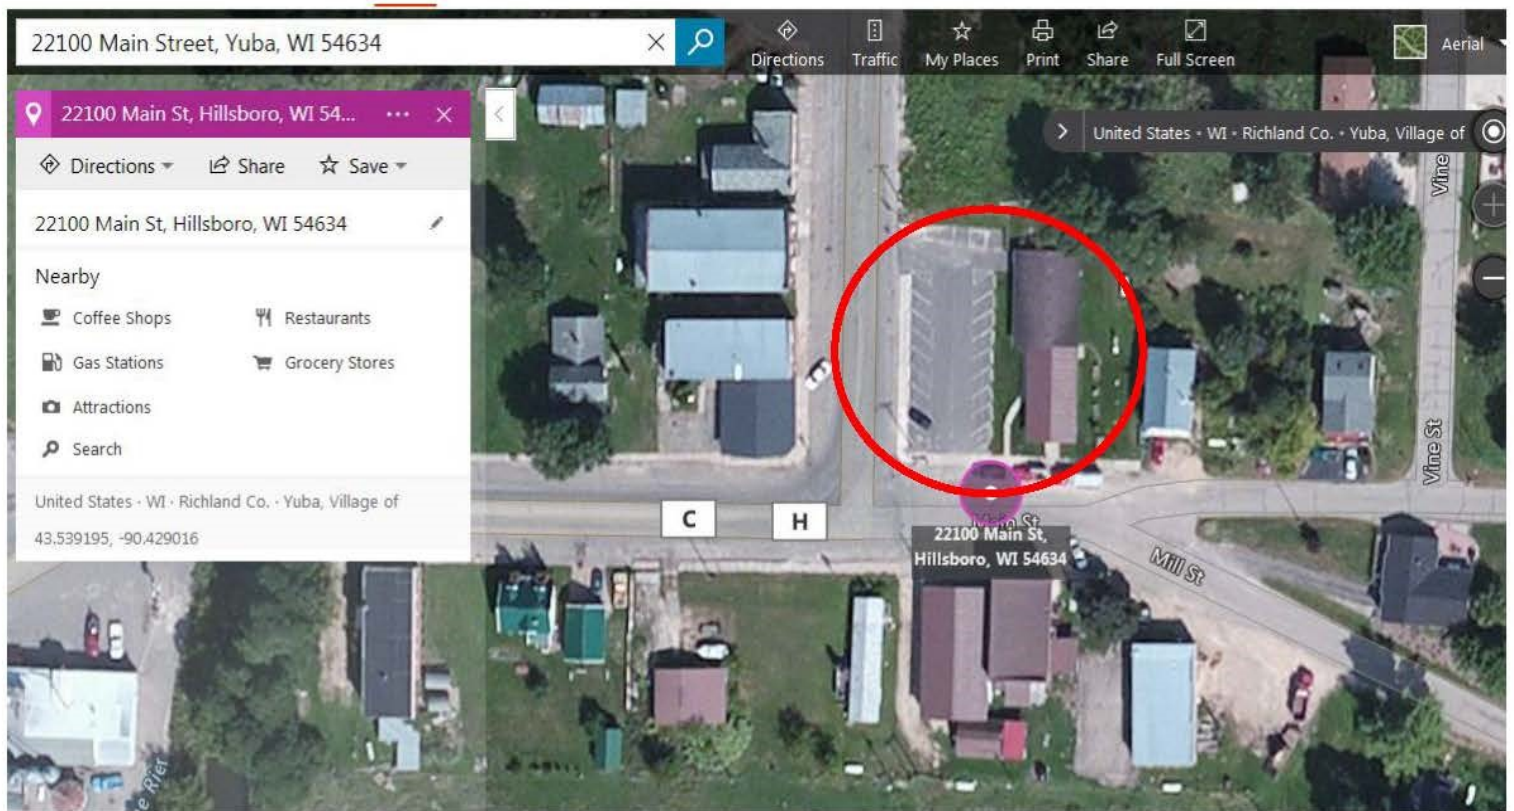 22100 Main Street, Yuba, WI 54634
Directions
Traffic
My Places
Print
Share
Full Screen
Aerial
22100 Main St, Hillsboro, WI 54...
United States · WI · Richland Co. · Yuba, Village of
Directions
Share
Save
22100 Main St, Hillsboro, WI 54634
Nearby
Coffee Shops
Restaurants
Gas Stations
Grocery Stores
Attractions
Search
United States · WI · Richland Co. · Yuba, Village of
43.539195, -90.429016
Vine
Vine St
C
H
Main St
22100 Main St,
Hillsboro, WI 54634
Mill St